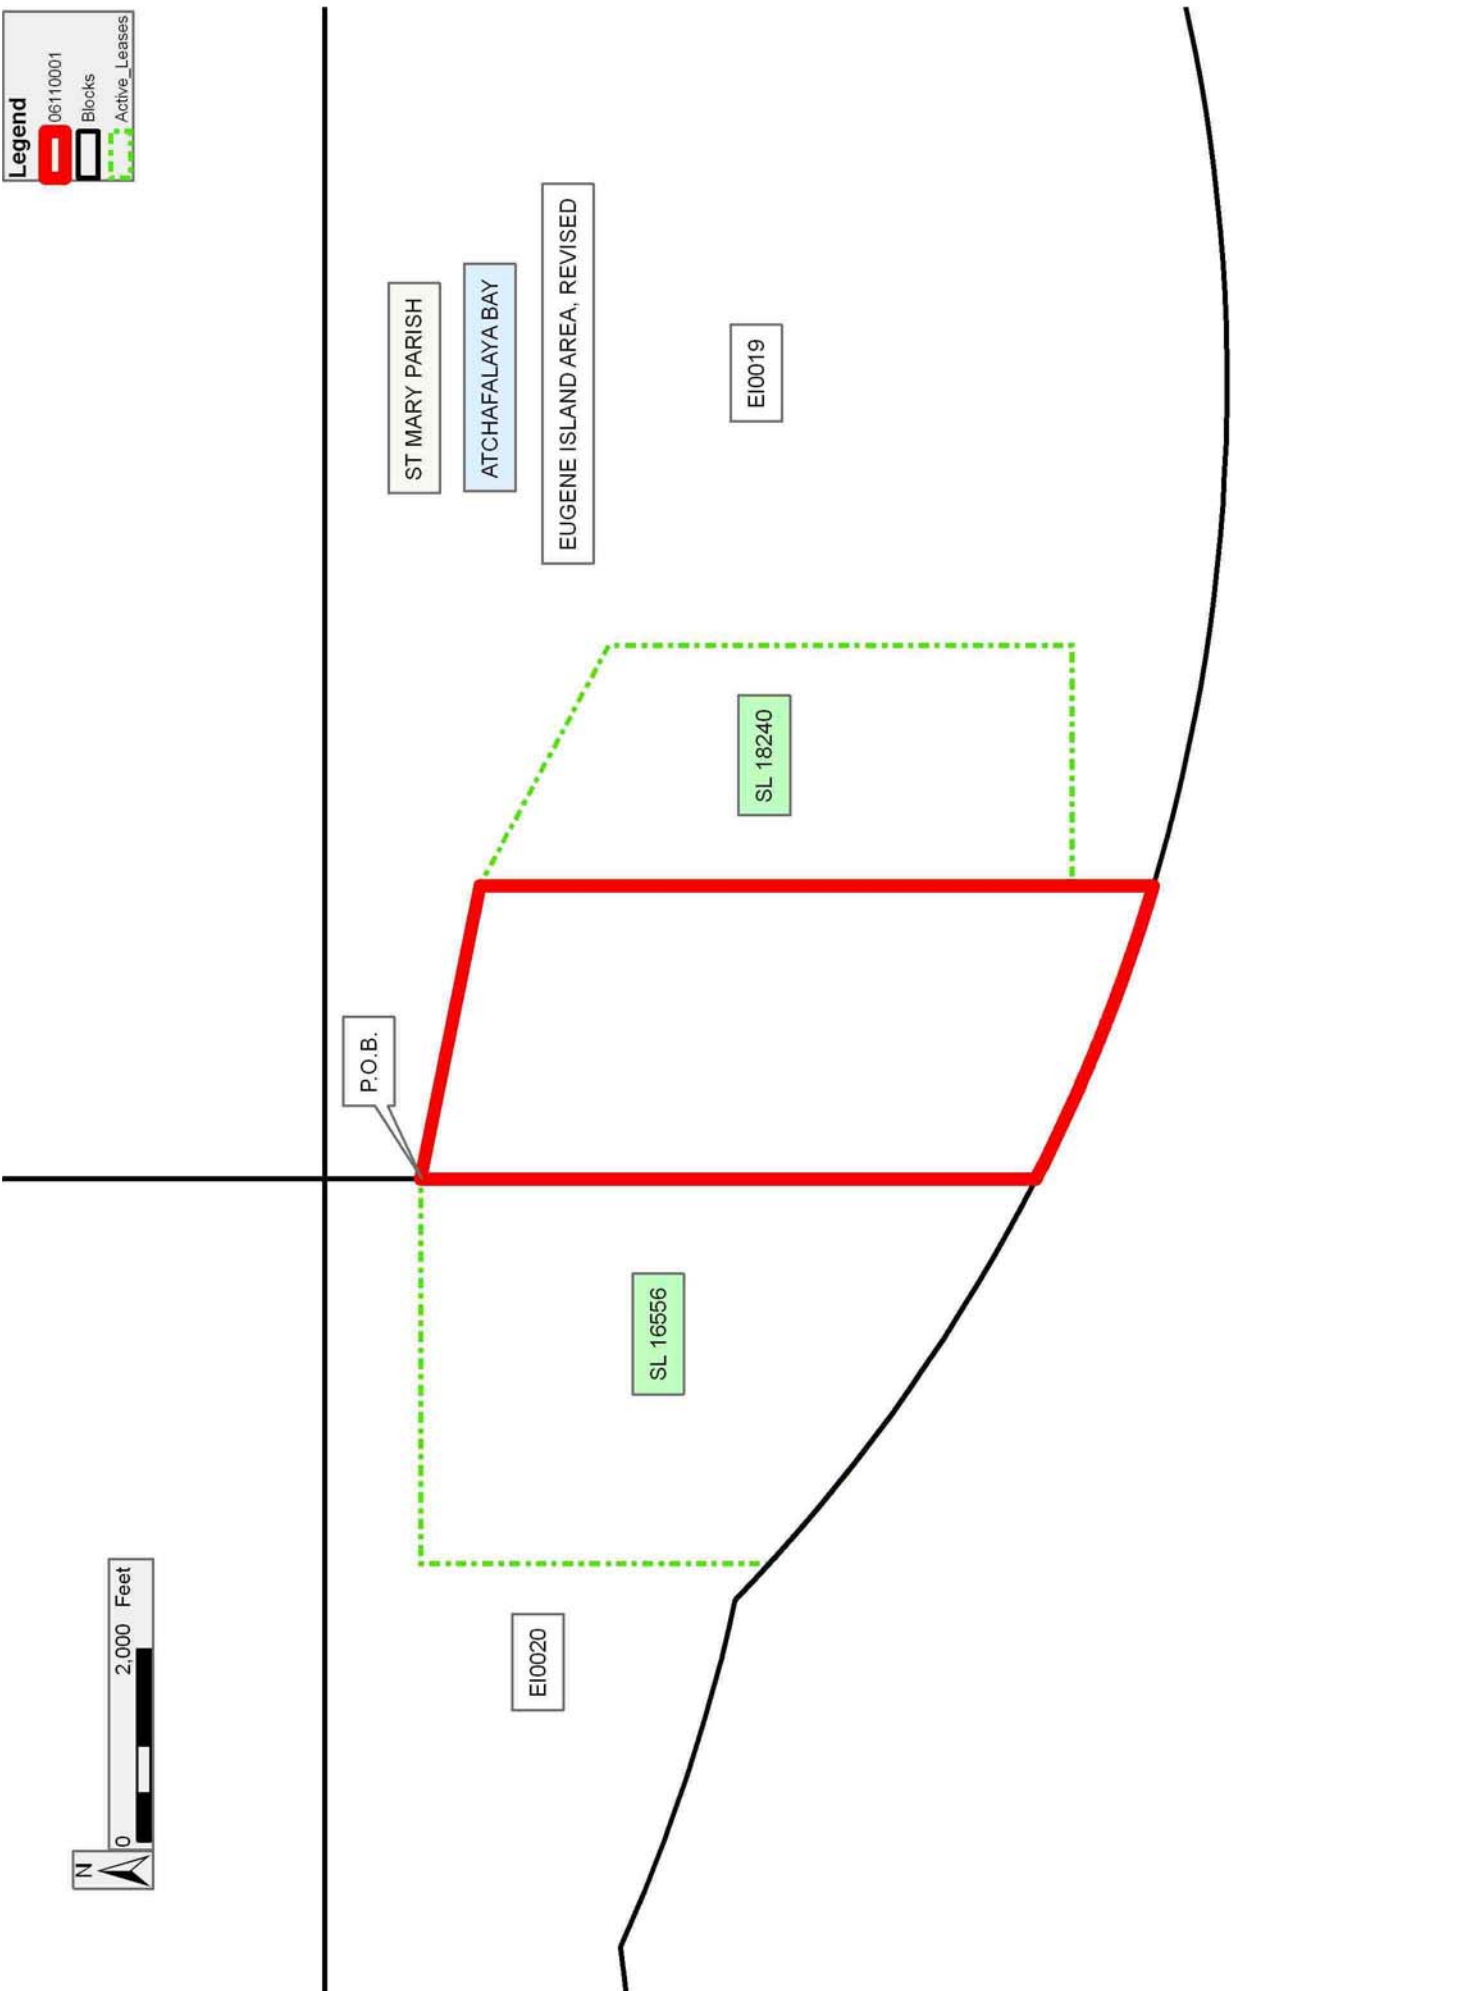 Legend
06110001
Blocks
Active_Leases
ST MARY PARISH
ATCHAFALAYA BAY
EUGENE ISLAND AREA, REVISED
EI0019
SL 18240
P.O.B.
SL 16556
EI0020
0 2,000 Feet
N